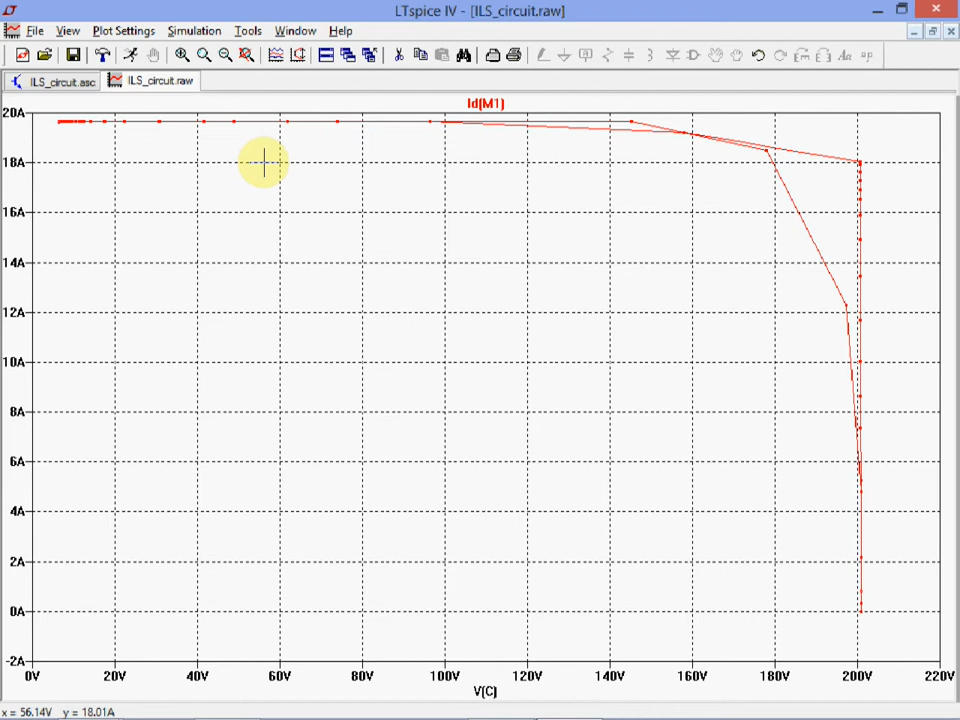 LTspice IV - [ILS_circuit.raw]
File View Plot Settings Simulation Tools Window Help
ILS_circuit.asc ILS_circuit.raw
Id(M1)
20A
18A
16A
14A
12A
10A
8A
6A
4A
2A
0A
-2A
0V 20V 40V 60V 80V 100V 120V 140V 160V 180V 200V 220V
V(C)
x = 56.14V y = 18.01A